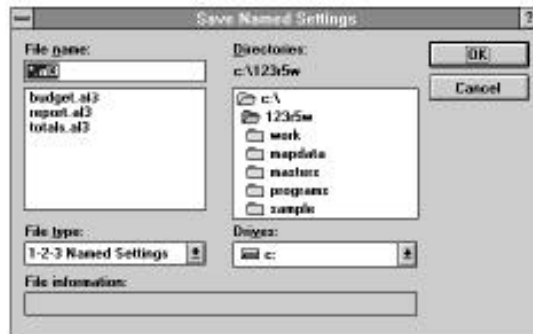 Save Named Settings
?
File name:
budget.al3
report.al3
totals.al3
File type:
1-2-3 Named Settings
File information:
Directories:
c:\123r5w
c:\
123r5w
work
mapdata
masters
programs
sample
Drives:
c:
OK
Cancel